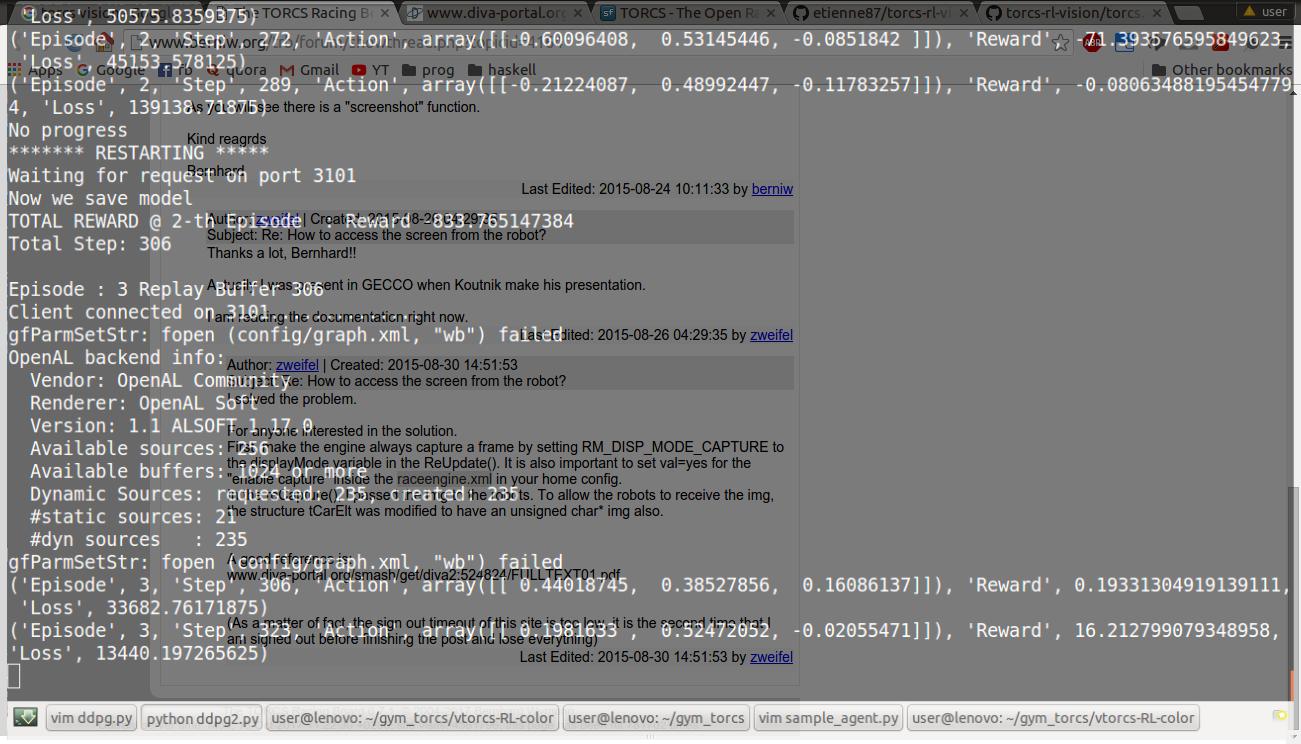 'Loss', 50575.8359375)
The TORCS Racing Bo
www.diva-portal.org
TORCS - The Open Ra
etienne87/torcs-rl-vi
torcs-rl-vision/torcs.
user
('Episode', 2, 'Step', 272, 'Action', array([[-0.60096408, 0.53145446, -0.0851842 ]]), 'Reward', -71.393576595849623,
'Loss', 45153.578125)
Apps
Google
fb
quora
Gmail
YT
prog
haskell
Other bookmarks
('Episode', 2, 'Step', 289, 'Action', array([[-0.21224087, 0.48992447, -0.11783257]]), 'Reward', -0.08063488195454779
4, 'Loss', 139138.71875)
As you will see there is a "screenshot" function.
No progress
Kind reagrds
******* RESTARTING *****
Bernhard
Waiting for request on port 3101
Last Edited: 2015-08-24 10:11:33 by berniw
Now we save model
TOTAL REWARD @ 2-th Episode : Reward -833.765147384
Author: zweifel | Created: 2015-08-26 04:29:35
Subject: Re: How to access the screen from the robot?
Total Step: 306
Thanks a lot, Bernhard!!
Actually I was present in GECCO when Koutnik make his presentation.
Episode : 3 Replay Buffer 306
Client connected on 3101
I am reading the documentation right now.
gfParmSetStr: fopen (config/graph.xml, "wb") failed
Last Edited: 2015-08-26 04:29:35 by zweifel
OpenAL backend info:
Author: zweifel | Created: 2015-08-30 14:51:53
Vendor: OpenAL Community
Subject: Re: How to access the screen from the robot?
Renderer: OpenAL Soft
I solved the problem.
Version: 1.1 ALSOFT 1.17.0
For anyone interested in the solution.
Available sources: 256
First make the engine always capture a frame by setting RM_DISP_MODE_CAPTURE to
the displayMode variable in the ReUpdate(). It is also important to set val=yes for the
Available buffers: 1024 or more
"enable capture" inside the raceengine.xml in your home config.
Dynamic Sources: requested: 235, created: 235
the robots. To allow the robots to receive the img,
the structure tCarElt was modified to have an unsigned char* img also.
#static sources: 21
#dyn sources : 235
A good reference is:
gfParmSetStr: fopen (config/graph.xml, "wb") failed
www.diva-portal.org/smash/get/diva2:524824/FULLTEXT01.pdf
('Episode', 3, 'Step', 306, 'Action', array([[ 0.44018745, 0.38527856, 0.16086137]]), 'Reward', 0.19331304919139111,
'Loss', 33682.76171875)
(As a matter of fact, the sign out timeout of this site is too low, it is the second time that I
('Episode', 3, 'Step', 323, 'Action', array([[ 0.1981633 , 0.52472052, -0.02055471]]), 'Reward', 16.212799079348958,
am signed out before finishing the post and lose everything)
'Loss', 13440.197265625)
Last Edited: 2015-08-30 14:51:53 by zweifel
vim ddpg.py
python ddpg2.py
user@lenovo: ~/gym_torcs/vtorcs-RL-color
user@lenovo: ~/gym_torcs
vim sample_agent.py
user@lenovo: ~/gym_torcs/vtorcs-RL-color